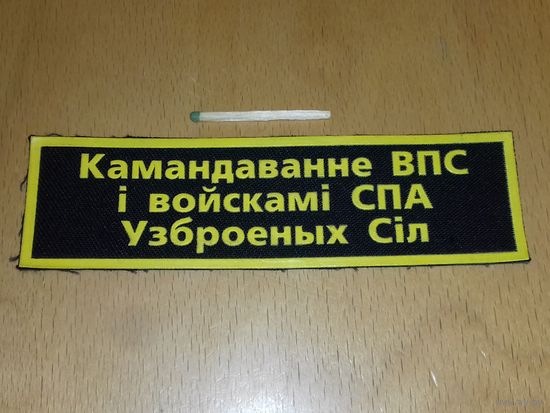 Камандаванне ВПС
і войскамі СПА
Узброеных Сіл